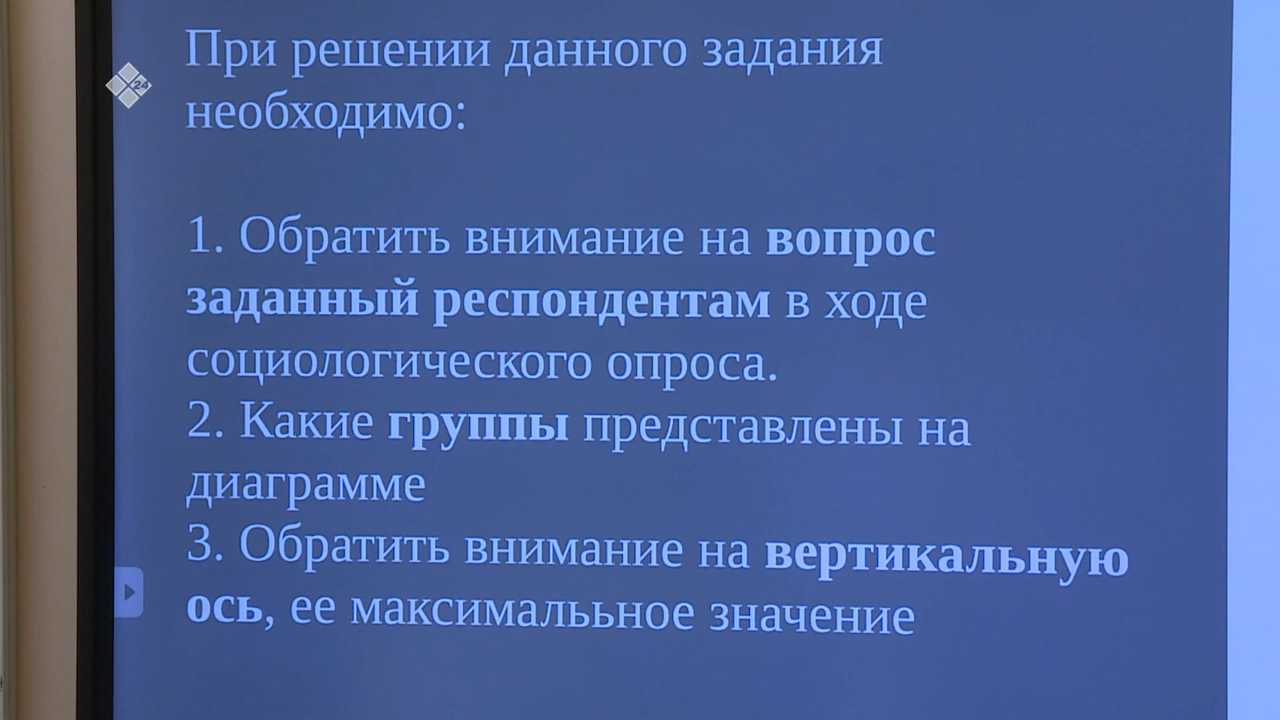 При решении данного задания
необходимо:
1. Обратить внимание на вопрос
заданный респондентам в ходе
социологического опроса.
2. Какие группы представлены на
диаграмме
3. Обратить внимание на вертикальную
ось, ее максималььное значение
24